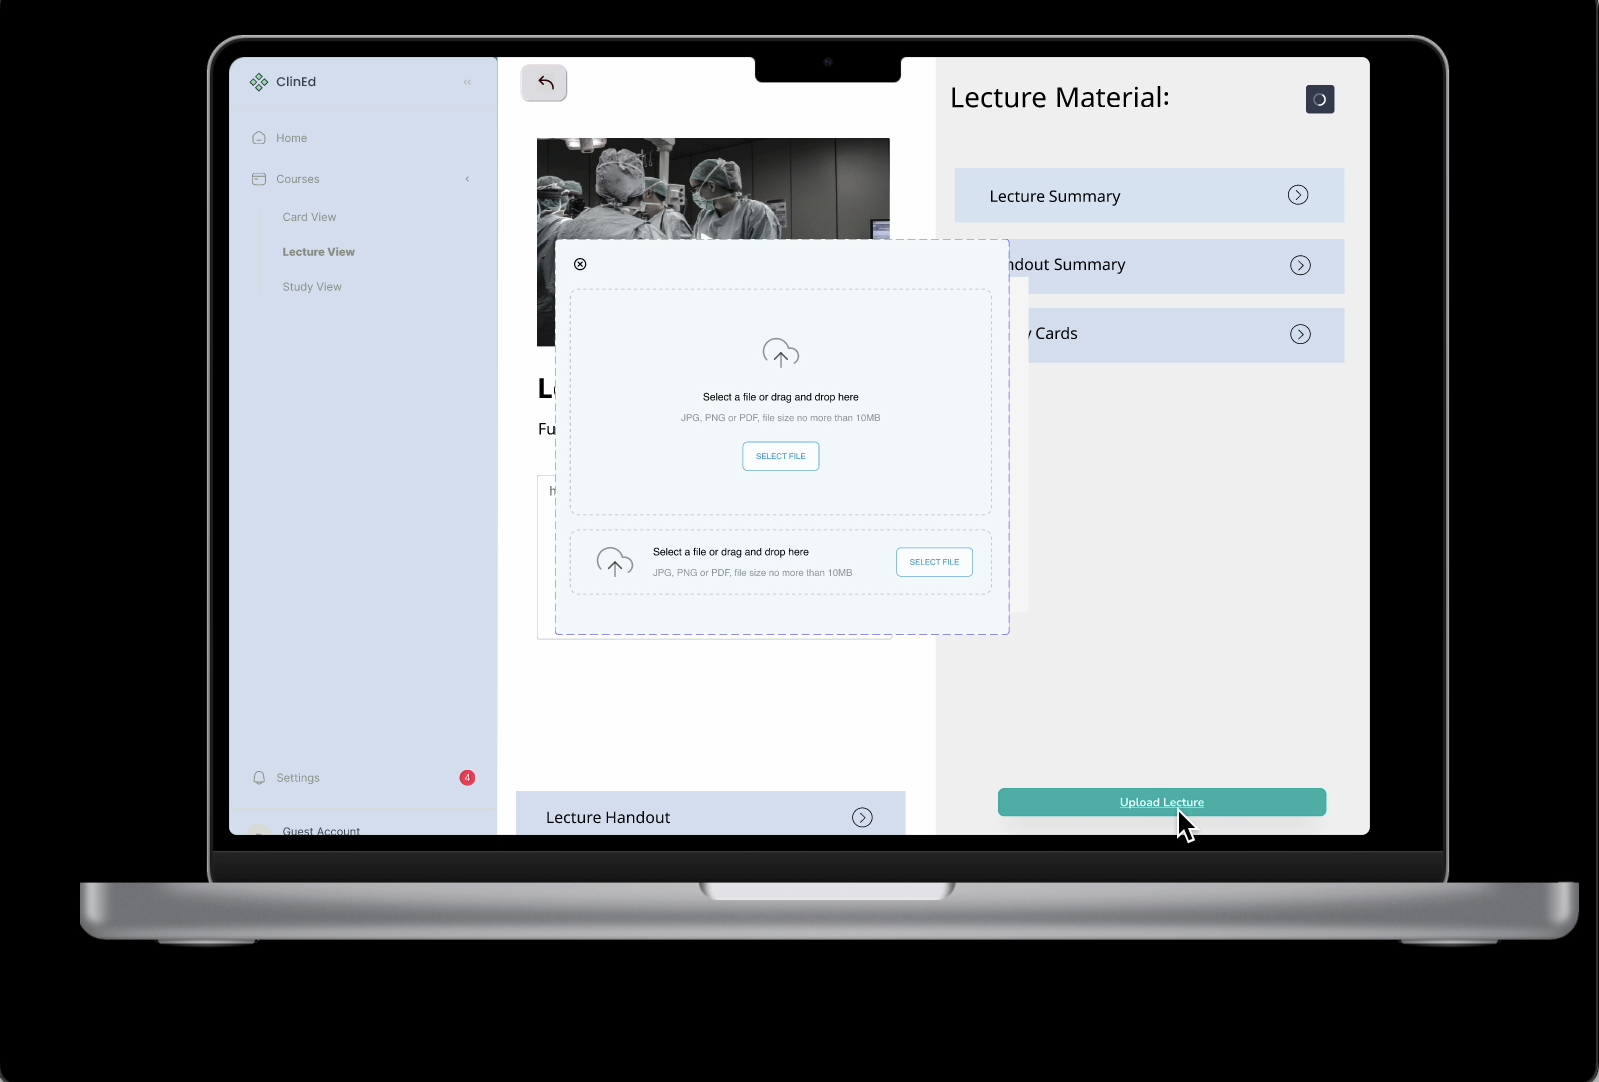 ClinEd
Home
Courses
Card View
Lecture View
Study View
Settings
4
Guest Account
Lecture Handout
Select a file or drag and drop here
JPG, PNG or PDF, file size no more than 10MB
SELECT FILE
Select a file or drag and drop here
JPG, PNG or PDF, file size no more than 10MB
SELECT FILE
Lecture Material:
Lecture Summary
Summary
Cards
Upload Lecture